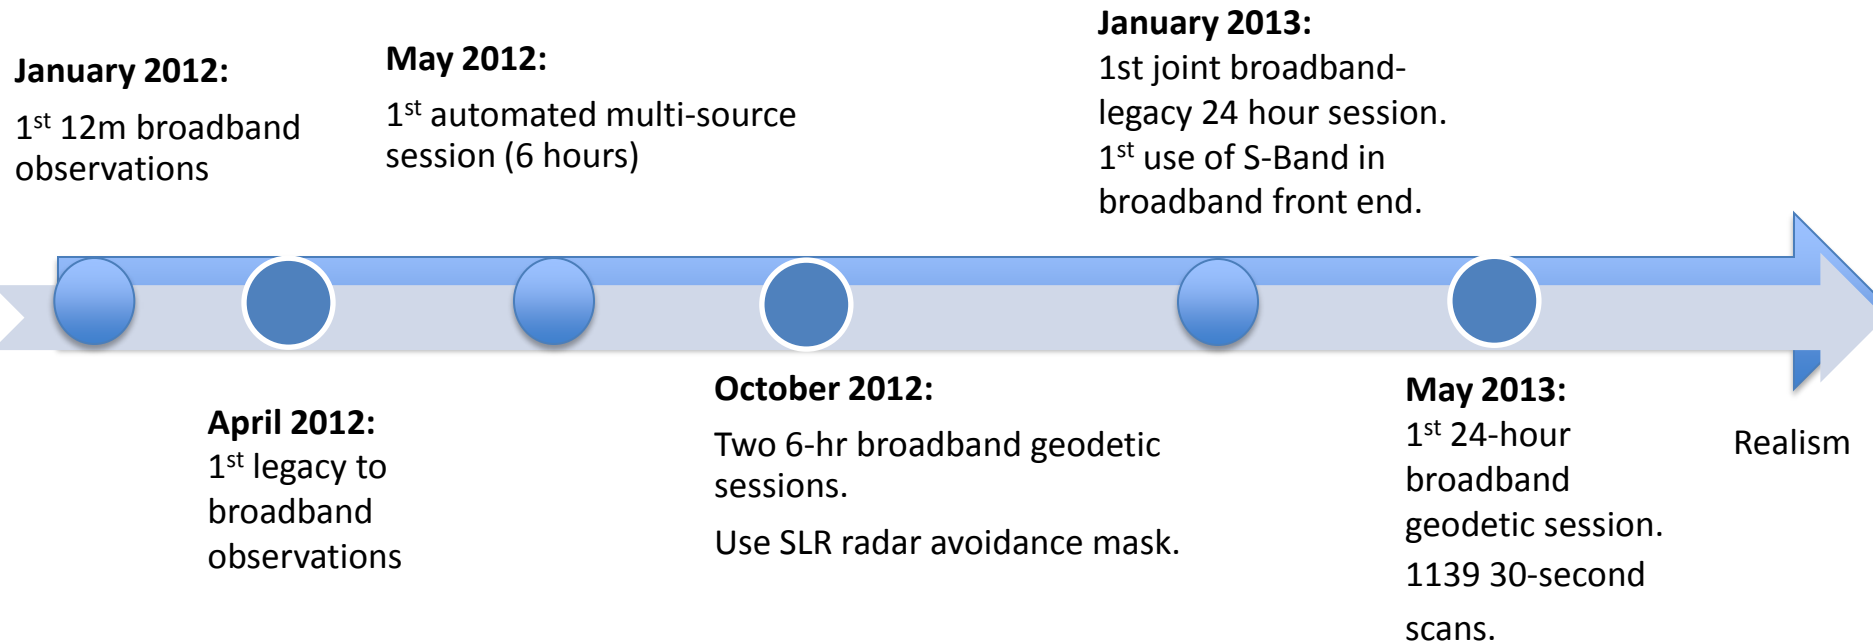 January 2012:
1st 12m broadband
observations
April 2012:
1st legacy to
broadband
observations
May 2012:
1st automated multi-source
session (6 hours)
October 2012:
Two 6-hr broadband geodetic
sessions.
Use SLR radar avoidance mask.
January 2013:
1st joint broadband-
legacy 24 hour session.
1st use of S-Band in
broadband front end.
May 2013:
1st 24-hour
broadband
geodetic session.
1139 30-second
scans.
Realism